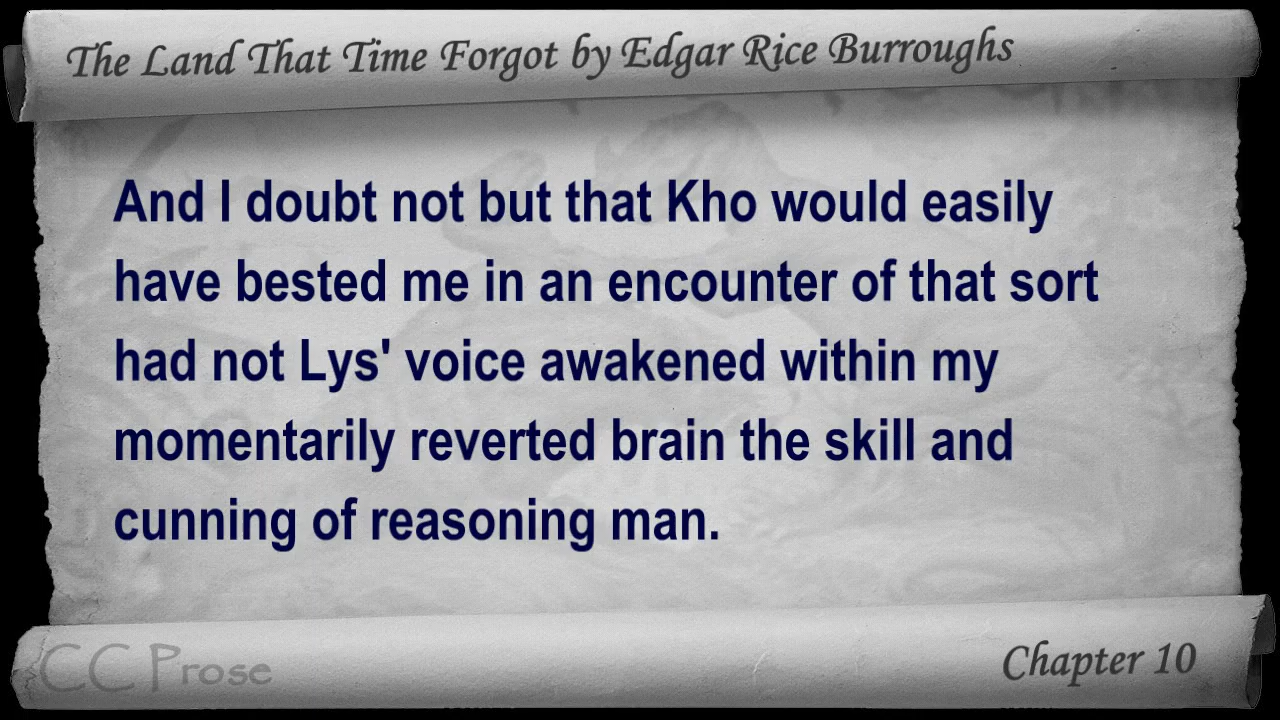 The Land That Time Forgot by Edgar Rice Burroughs
And I doubt not but that Kho would easily
have bested me in an encounter of that sort
had not Lys' voice awakened within my
momentarily reverted brain the skill and
cunning of reasoning man.
CC Prose
Chapter 10